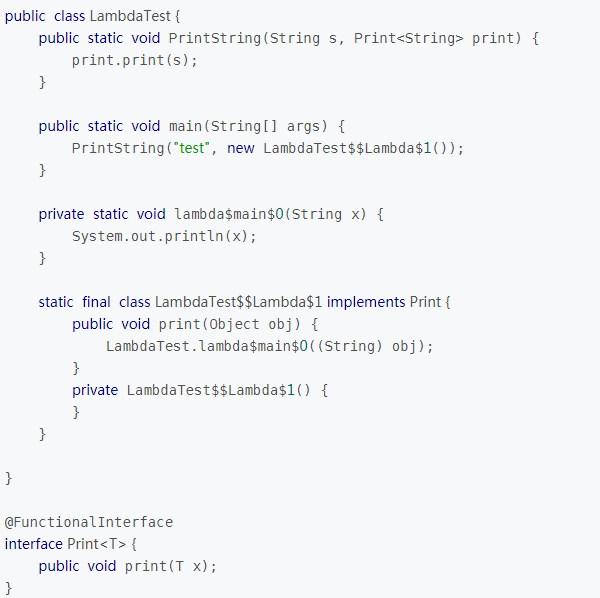 public class LambdaTest {
    public static void PrintString(String s, Print<String> print) {
        print.print(s);
    }

    public static void main(String[] args) {
        PrintString("test", new LambdaTest$$Lambda$1());
    }

    private static void lambda$main$0(String x) {
        System.out.println(x);
    }

    static final class LambdaTest$$Lambda$1 implements Print {
        public void print(Object obj) {
            LambdaTest.lambda$main$0((String) obj);
        }
        private LambdaTest$$Lambda$1() {
        }
    }

}

@FunctionalInterface
interface Print<T> {
    public void print(T x);
}